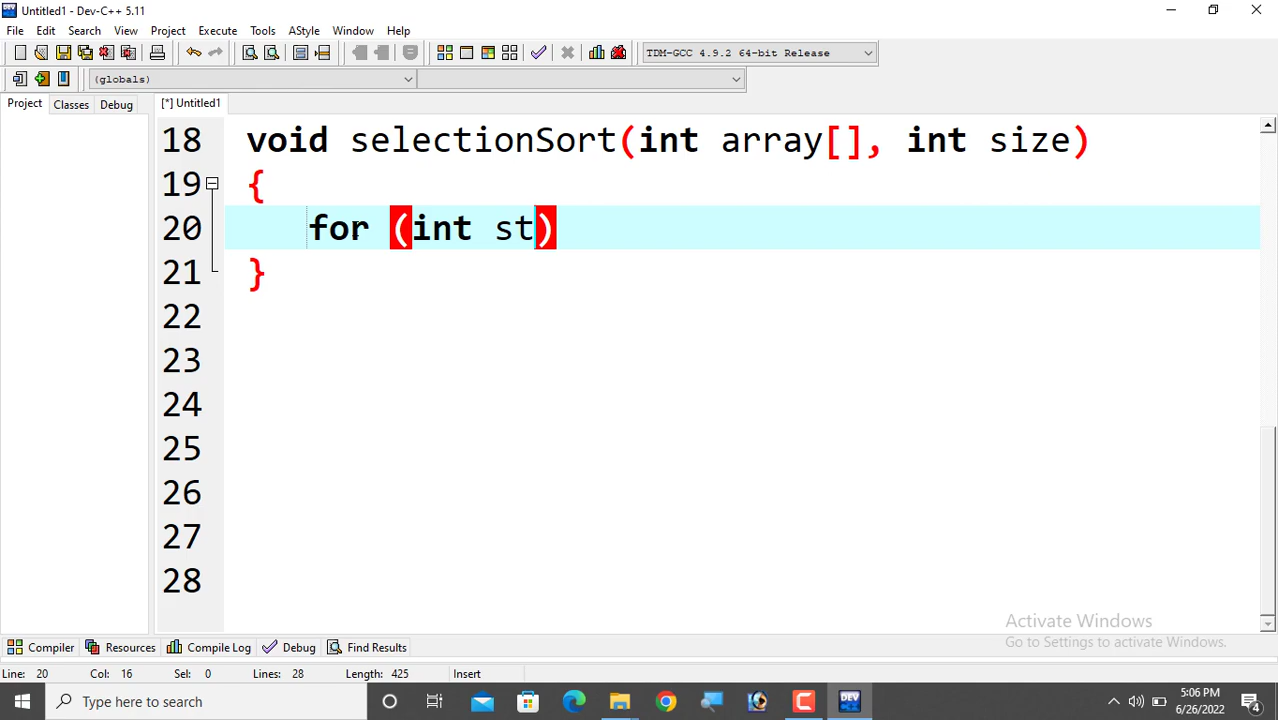 Untitled1 - Dev-C++ 5.11
File Edit Search View Project Execute Tools AStyle Window Help
TDM-GCC 4.9.2 64-bit Release
(globals)
Project Classes Debug [*] Untitled1
18 void selectionSort(int array[], int size)
19 {
20 for (int st)
21 }
22
23
24
25
26
27
28
Activate Windows
Go to Settings to activate Windows.
Compiler Resources Compile Log Debug Find Results
Line: 20 Col: 16 Sel: 0 Lines: 28 Length: 425 Insert
Type here to search
DEV
5:06 PM
6/26/2022
4